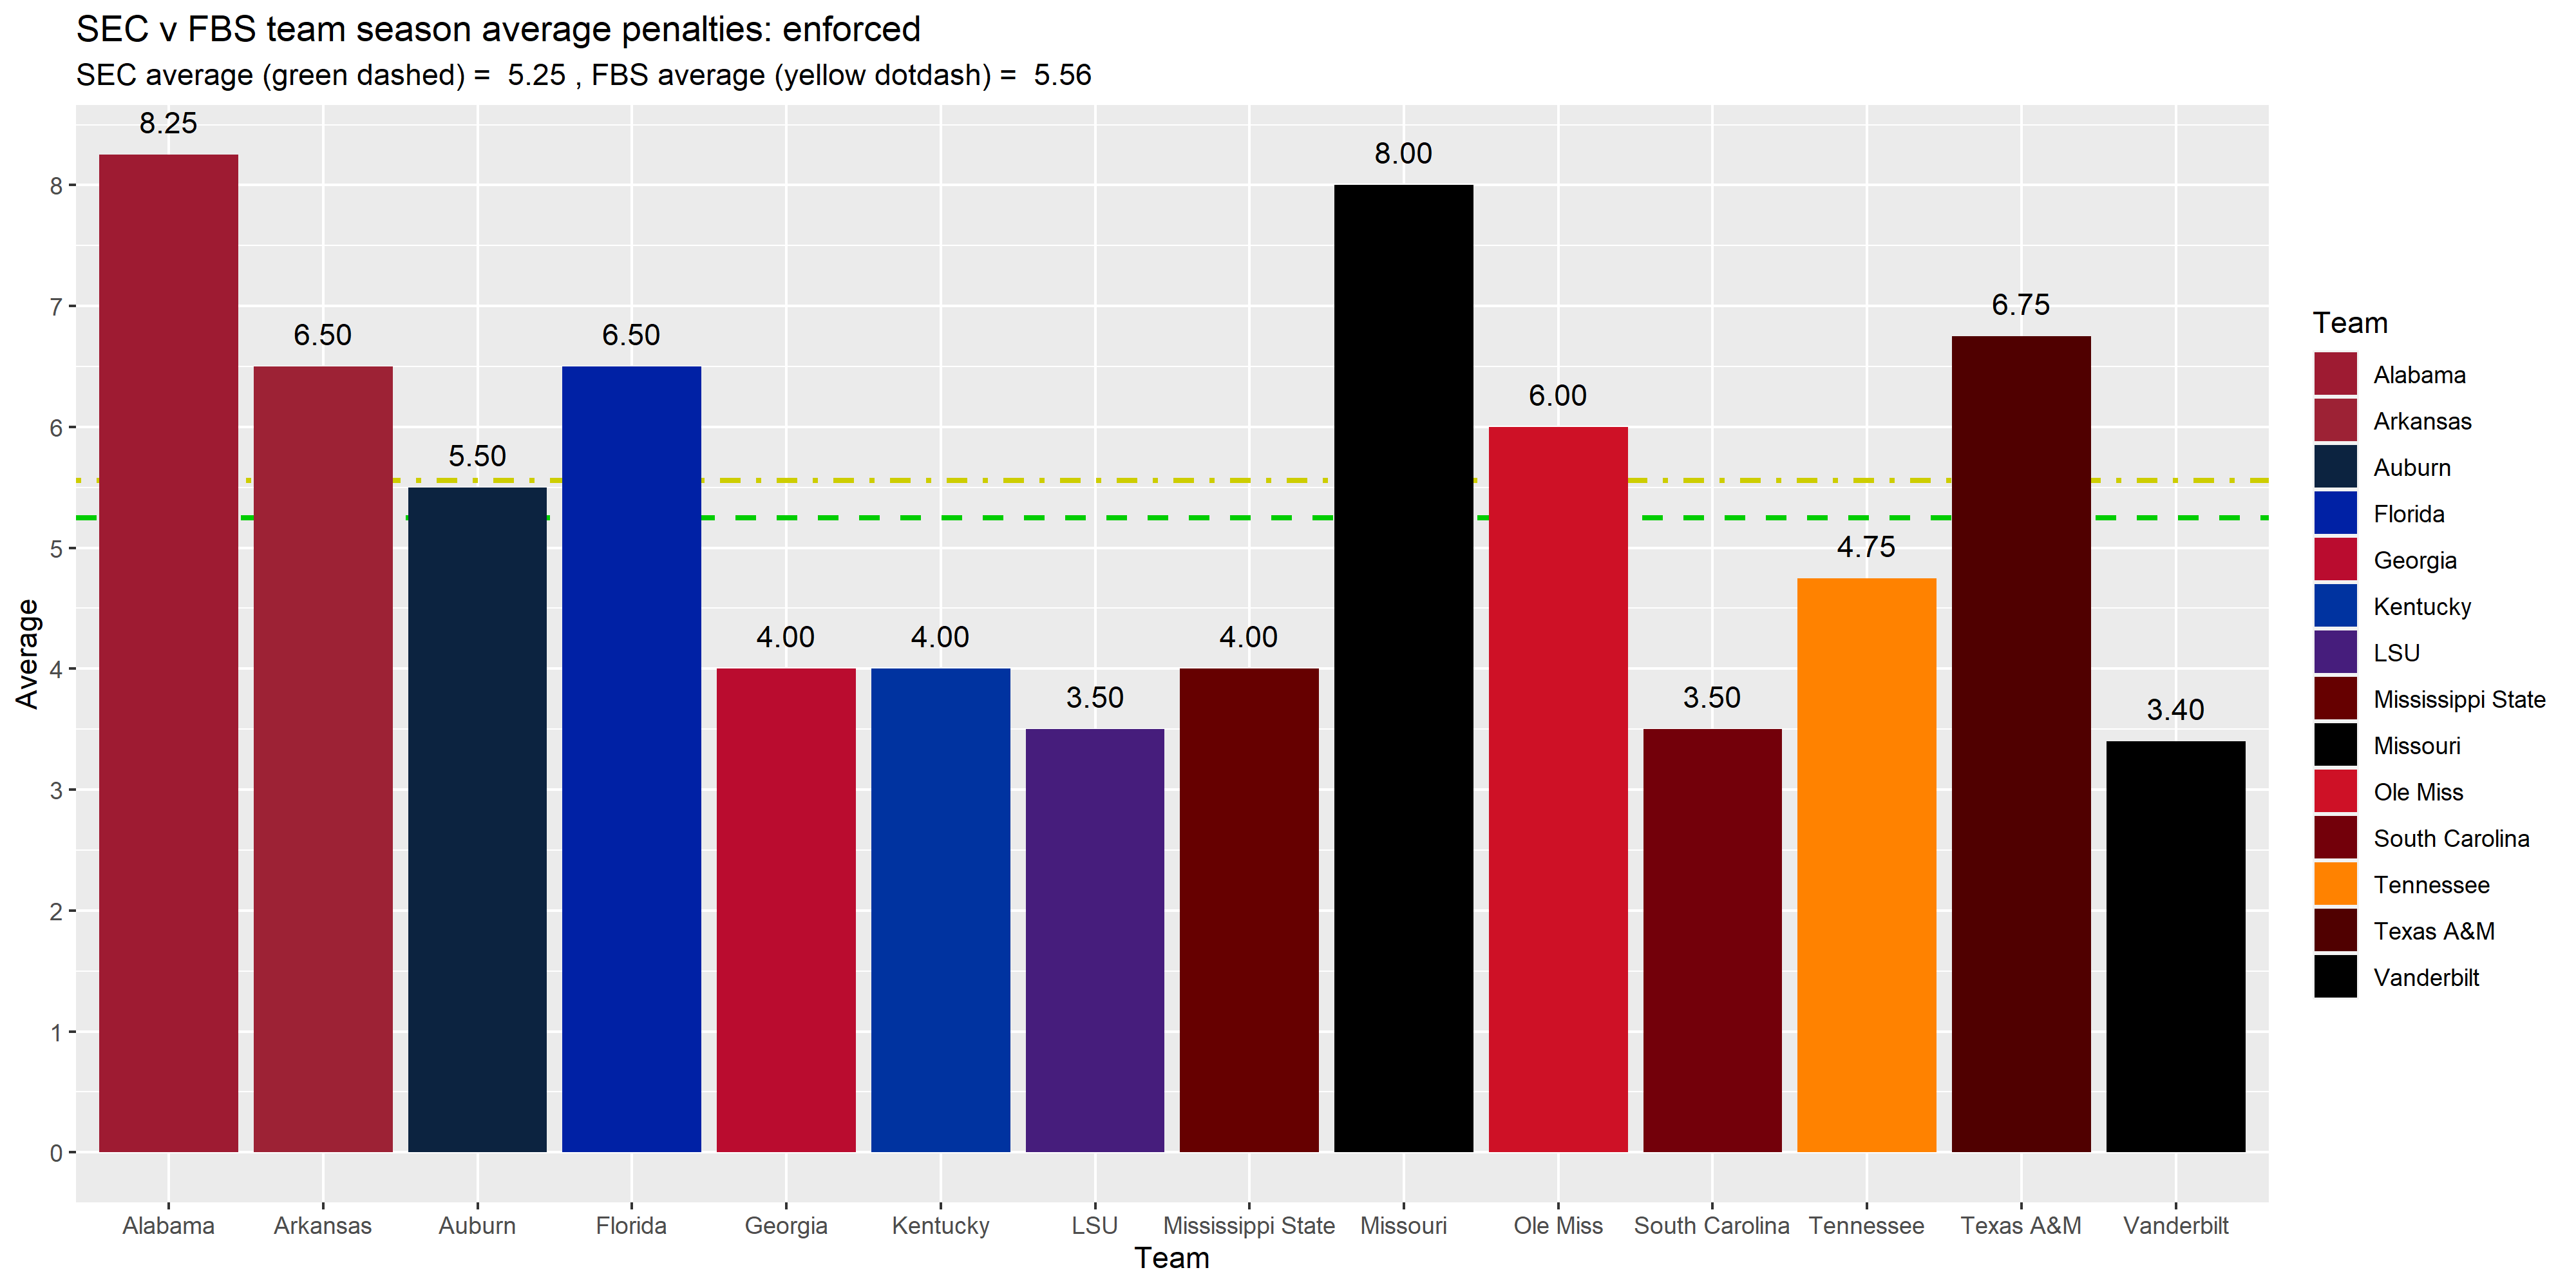 SEC v FBS team season average penalties: enforced
SEC average (green dashed) =  5.25 , FBS average (yellow dotdash) =  5.56
8.25
6.50
5.50
6.50
4.00
4.00
3.50
4.00
8.00
6.00
3.50
4.75
6.75
3.40
8
7
6
5
4
3
2
1
0
Average
Alabama
Arkansas
Auburn
Florida
Georgia
Kentucky
LSU
Mississippi State
Missouri
Ole Miss
South Carolina
Tennessee
Texas A&M
Vanderbilt
Team
Team
Alabama
Arkansas
Auburn
Florida
Georgia
Kentucky
LSU
Mississippi State
Missouri
Ole Miss
South Carolina
Tennessee
Texas A&M
Vanderbilt